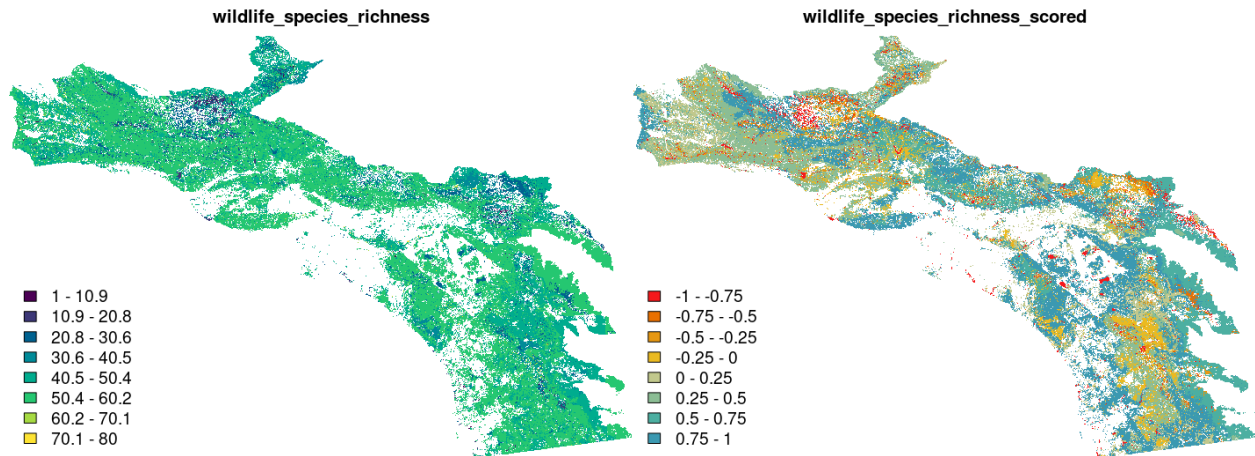 wildlife_species_richness
1 - 10.9
10.9 - 20.8
20.8 - 30.6
30.6 - 40.5
40.5 - 50.4
50.4 - 60.2
60.2 - 70.1
70.1 - 80
wildlife_species_richness_scored
-1 - -0.75
-0.75 - -0.5
-0.5 - -0.25
-0.25 - 0
0 - 0.25
0.25 - 0.5
0.5 - 0.75
0.75 - 1